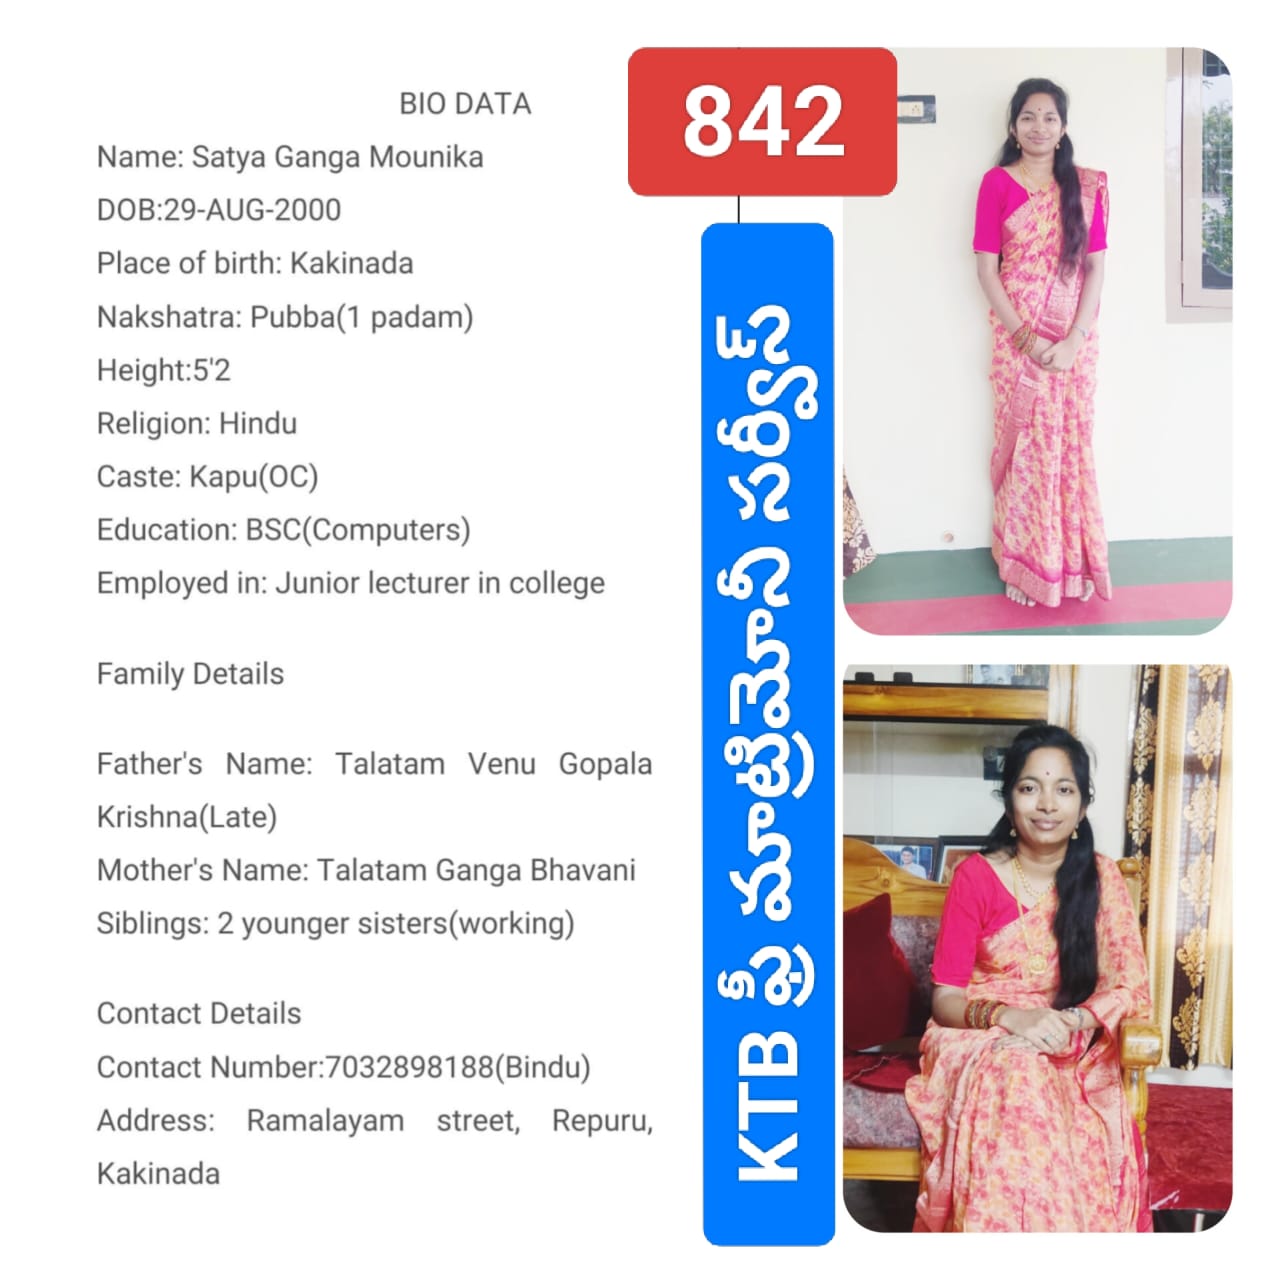 BIO DATA
Name: Satya Ganga Mounika
DOB:29-AUG-2000
Place of birth: Kakinada
Nakshatra: Pubba(1 padam)
Height:5'2
Religion: Hindu
Caste: Kapu(OC)
Education: BSC(Computers)
Employed in: Junior lecturer in college
Family Details
Father's Name: Talatam Venu Gopala
Krishna(Late)
Mother's Name: Talatam Ganga Bhavani
Siblings: 2 younger sisters(working)
Contact Details
Contact Number:7032898188(Bindu)
Address: Ramalayam street, Repuru,
Kakinada
842
KTB ఫ్రీ మాట్రిమోనీ సర్వీస్